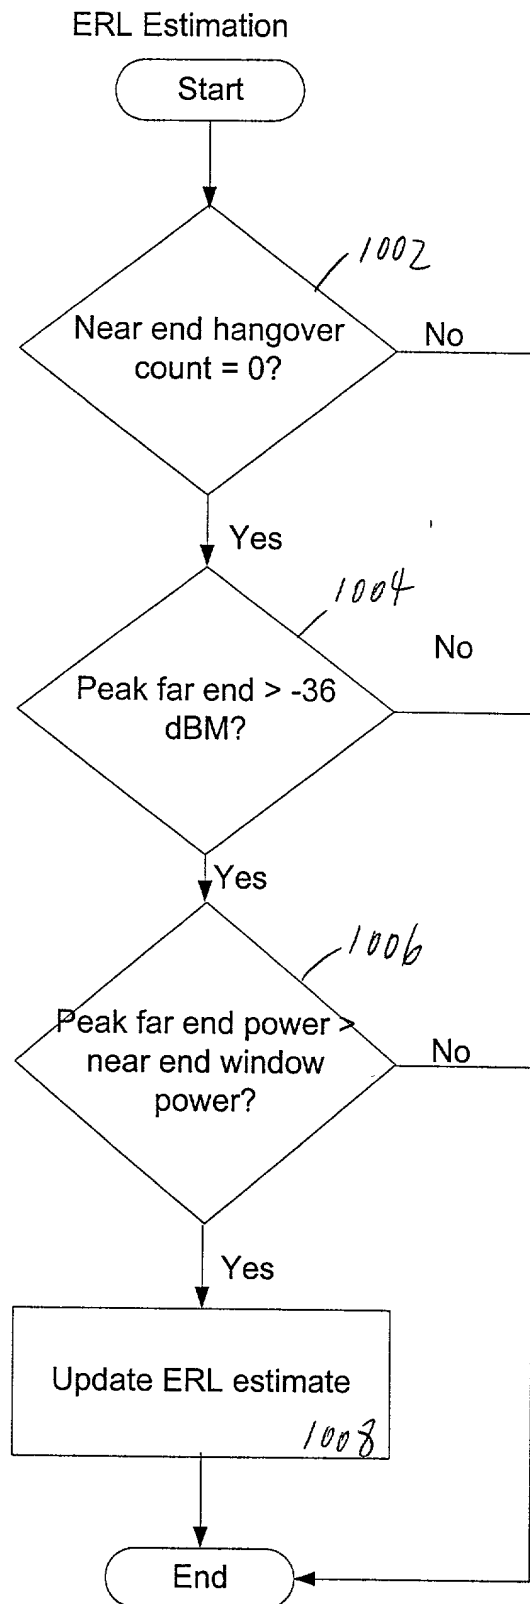 ERL Estimation
Start
1002
Near end hangover
count = 0?
No
Yes
1004
No
Peak far end > -36
dBM?
Yes
1006
Peak far end power >
near end window
power?
No
Yes
Update ERL estimate
1008
End